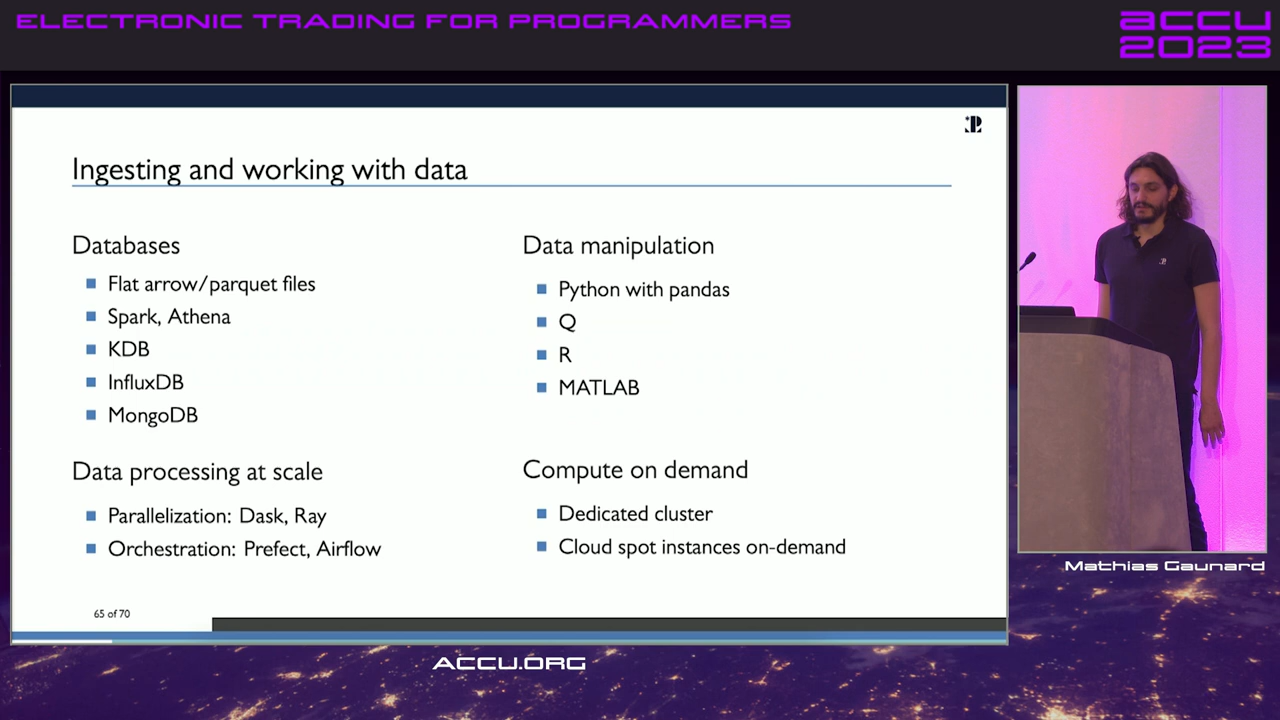 ELECTRONIC TRADING FOR PROGRAMMERS
accu
2023
Ingesting and working with data
Databases
Flat arrow/parquet files
Spark, Athena
KDB
InfluxDB
MongoDB
Data processing at scale
Parallelization: Dask, Ray
Orchestration: Prefect, Airflow
Data manipulation
Python with pandas
Q
R
MATLAB
Compute on demand
Dedicated cluster
Cloud spot instances on-demand
65 of 70
Mathias Gaunard
ACCU.ORG